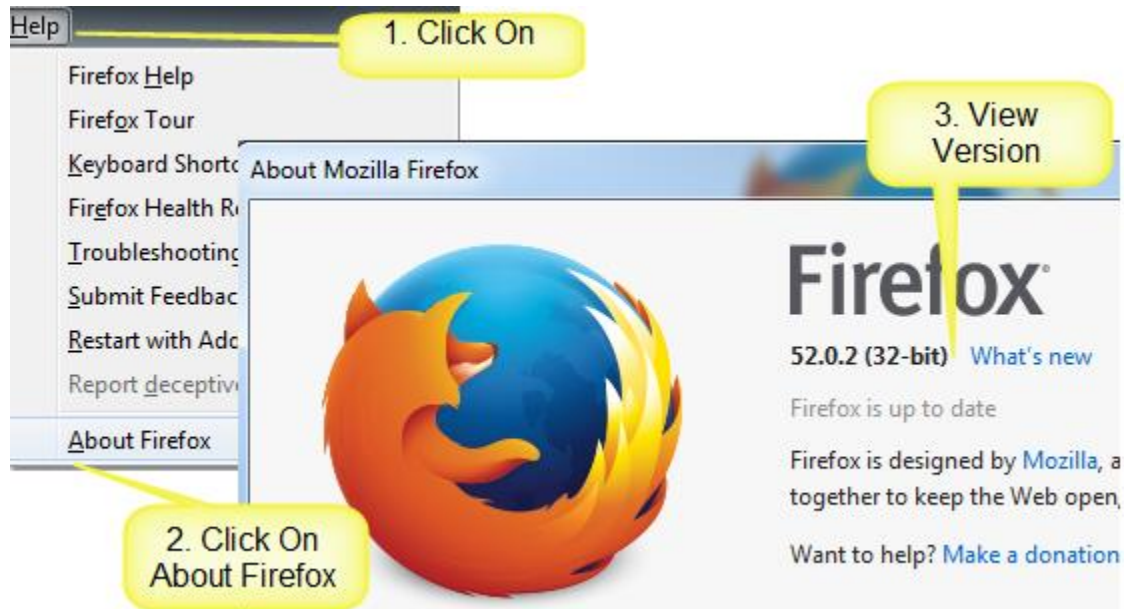 Help
1. Click On
Firefox Help
Firefox Tour
3. View
Version
Keyboard Shortc
About Mozilla Firefox
Firefox Health R
Troubleshooting
Submit Feedbac
Restart with Add
Report deceptive
About Firefox
2. Click On
About Firefox
Firefox
52.0.2 (32-bit) What's new
Firefox is up to date
Firefox is designed by Mozilla, a
together to keep the Web open,
Want to help? Make a donation